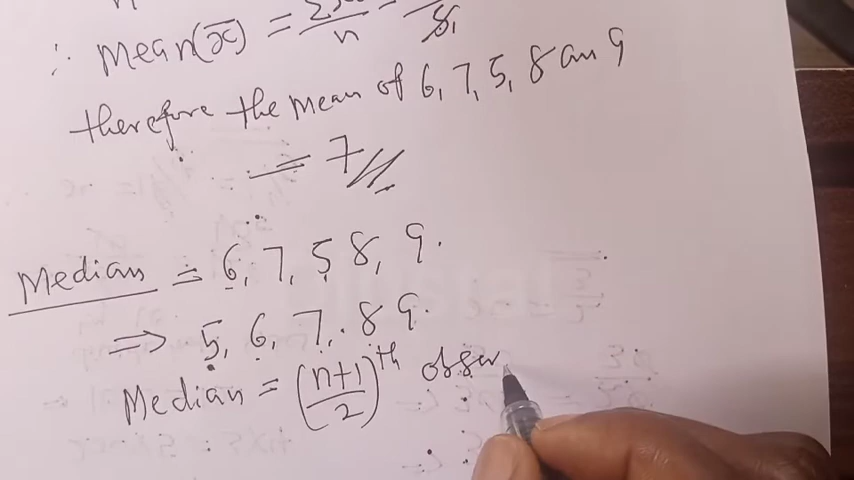 ∴ Mean(x̄) = Σx/n =
therefore the mean of 6, 7, 5, 8 an 9
= 7//
Median = 6, 7, 5 8, 9.
⇒ 5, 6, 7, . 8 9.
Median = (n+1/2)th obser